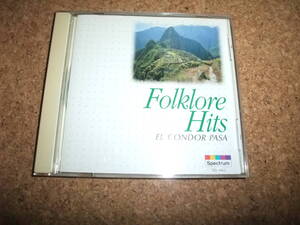 Folklore
Hits
EL CONDOR PASA
Spectrum